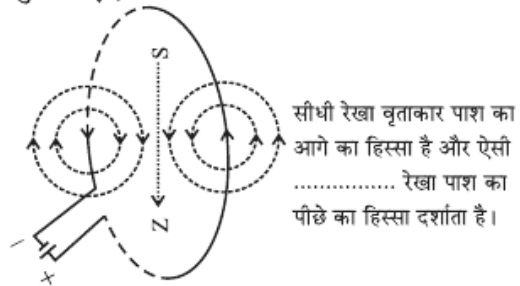 S
सीधी रेखा वृताकार पाश का
आगे का हिस्सा है और ऐसी
................. रेखा पाश का
पीछे का हिस्सा दर्शाता है।
N
−
+